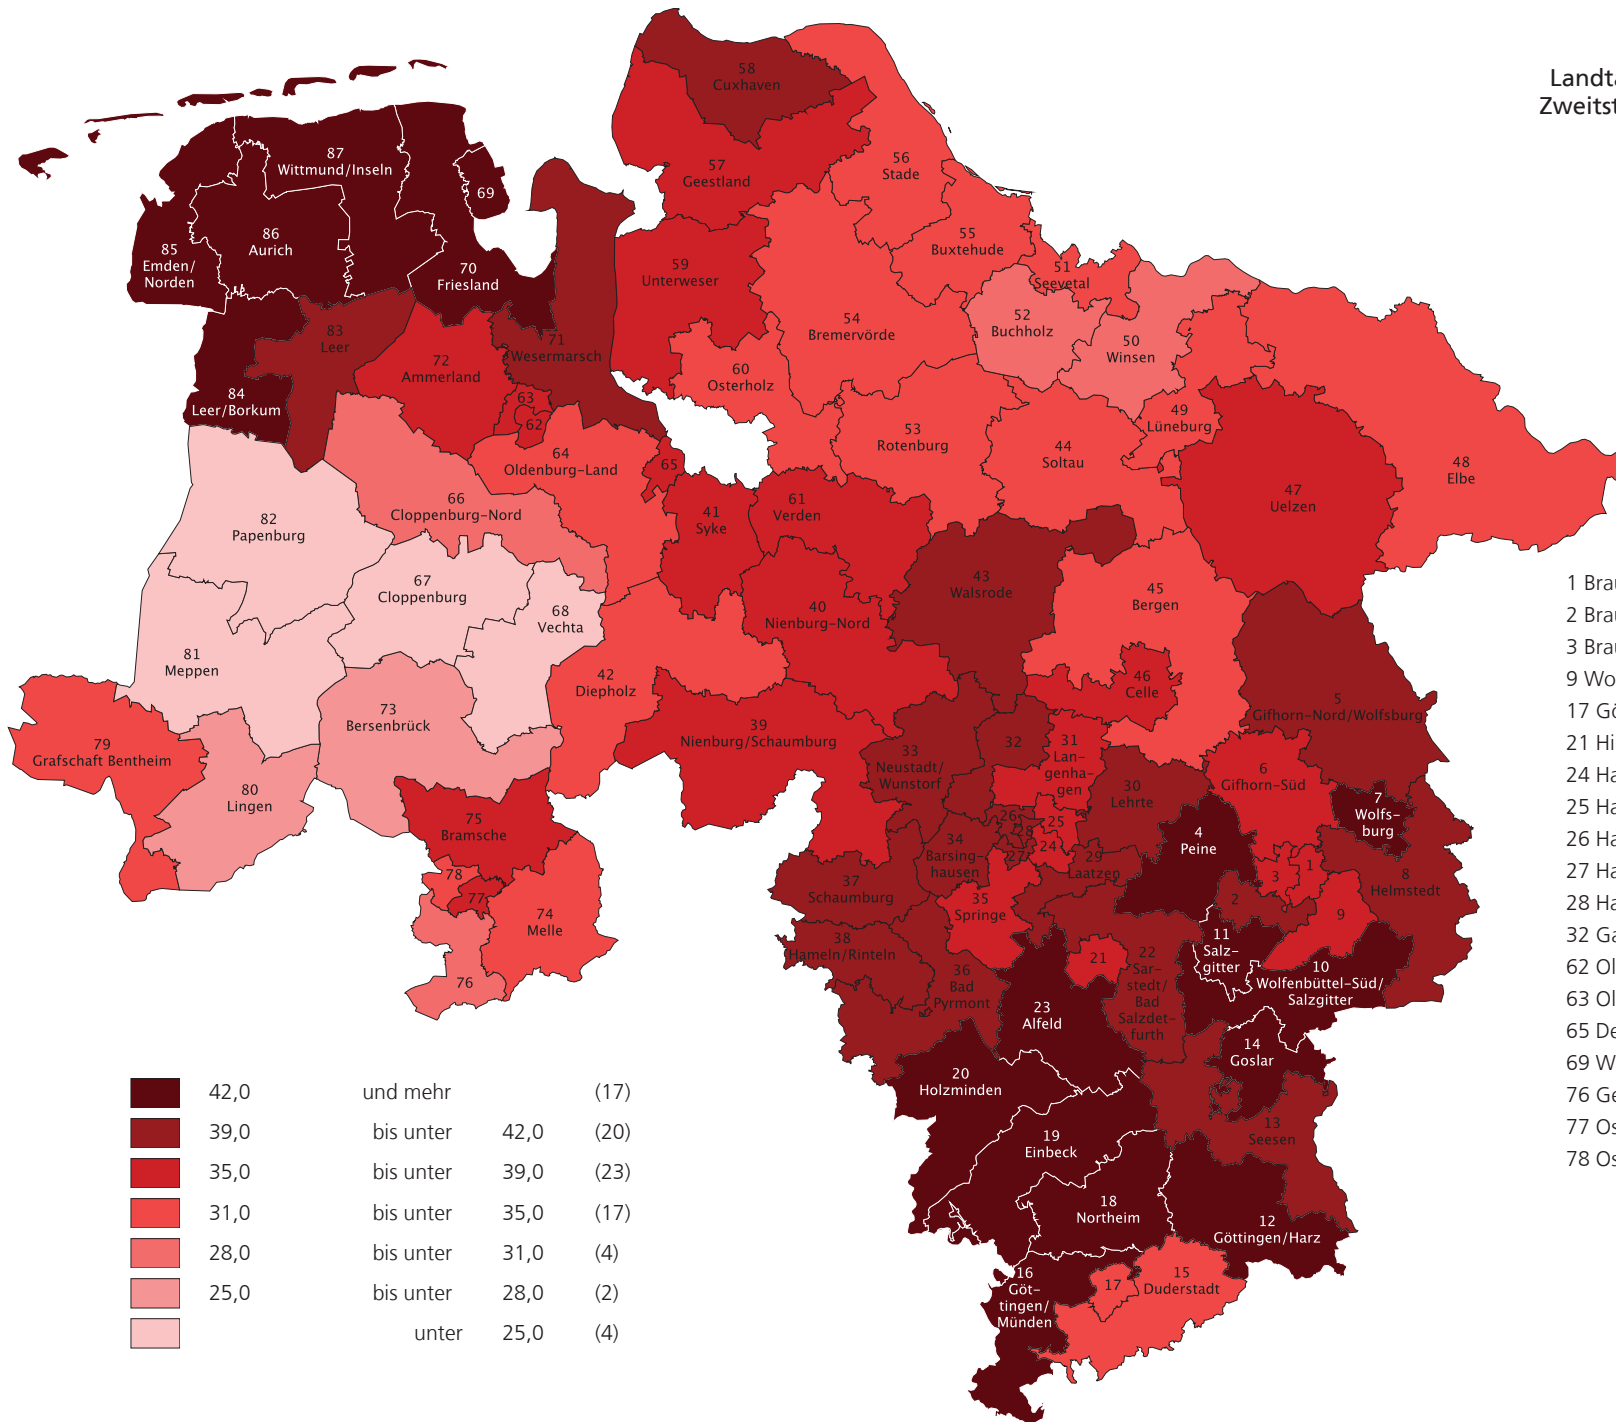 Landta
Zweitst
58
Cuxhaven
87
Wittmund/Inseln
69
57
Geestland
56
Stade
86
Aurich
85
Emden/
Norden
70
Friesland
59
Unterweser
55
Buxtehude
51
Seevetal
83
Leer
72
Ammerland
71
Wesermarsch
54
Bremervörde
52
Buchholz
50
Winsen
84
Leer/Borkum
63
62
60
Osterholz
49
Lüneburg
64
Oldenburg-Land
65
53
Rotenburg
44
Soltau
48
Elbe
47
Uelzen
66
Cloppenburg-Nord
82
Papenburg
41
Syke
61
Verden
67
Cloppenburg
68
Vechta
43
Walsrode
45
Bergen
40
Nienburg-Nord
81
Meppen
42
Diepholz
46
Celle
5
Gifhorn-Nord/Wolfsburg
73
Bersenbrück
39
Nienburg/Schaumburg
79
Grafschaft Bentheim
33
Neustadt/
Wunstorf
32
31
Lan-
genha-
gen
6
Gifhorn-Süd
80
Lingen
30
Lehrte
7
Wolfs-
burg
75
Bramsche
26
28
25
24
27
34
Barsing-
hausen
29
Laatzen
4
Peine
3
1
8
Helmstedt
78
77
74
Melle
37
Schaumburg
35
Springe
2
9
38
Hameln/Rinteln
11
Salz-
gitter
10
Wolfenbüttel-Süd/
Salzgitter
76
36
Bad
Pyrmont
21
22
Sar-
stedt/
Bad
Salzdet-
furth
23
Alfeld
14
Goslar
20
Holzminden
19
Einbeck
13
Seesen
18
Northeim
12
Göttingen/Harz
16
Göt-
tingen/
Münden
17
15
Duderstadt
42,0 und mehr (17)
39,0 bis unter 42,0 (20)
35,0 bis unter 39,0 (23)
31,0 bis unter 35,0 (17)
28,0 bis unter 31,0 (4)
25,0 bis unter 28,0 (2)
unter 25,0 (4)
1 Brau
2 Brau
3 Brau
9 Wo
17 Gö
21 Hi
24 Ha
25 Ha
26 Ha
27 Ha
28 Ha
32 Ga
62 Ol
63 Ol
65 De
69 W
76 Ge
77 Os
78 Os